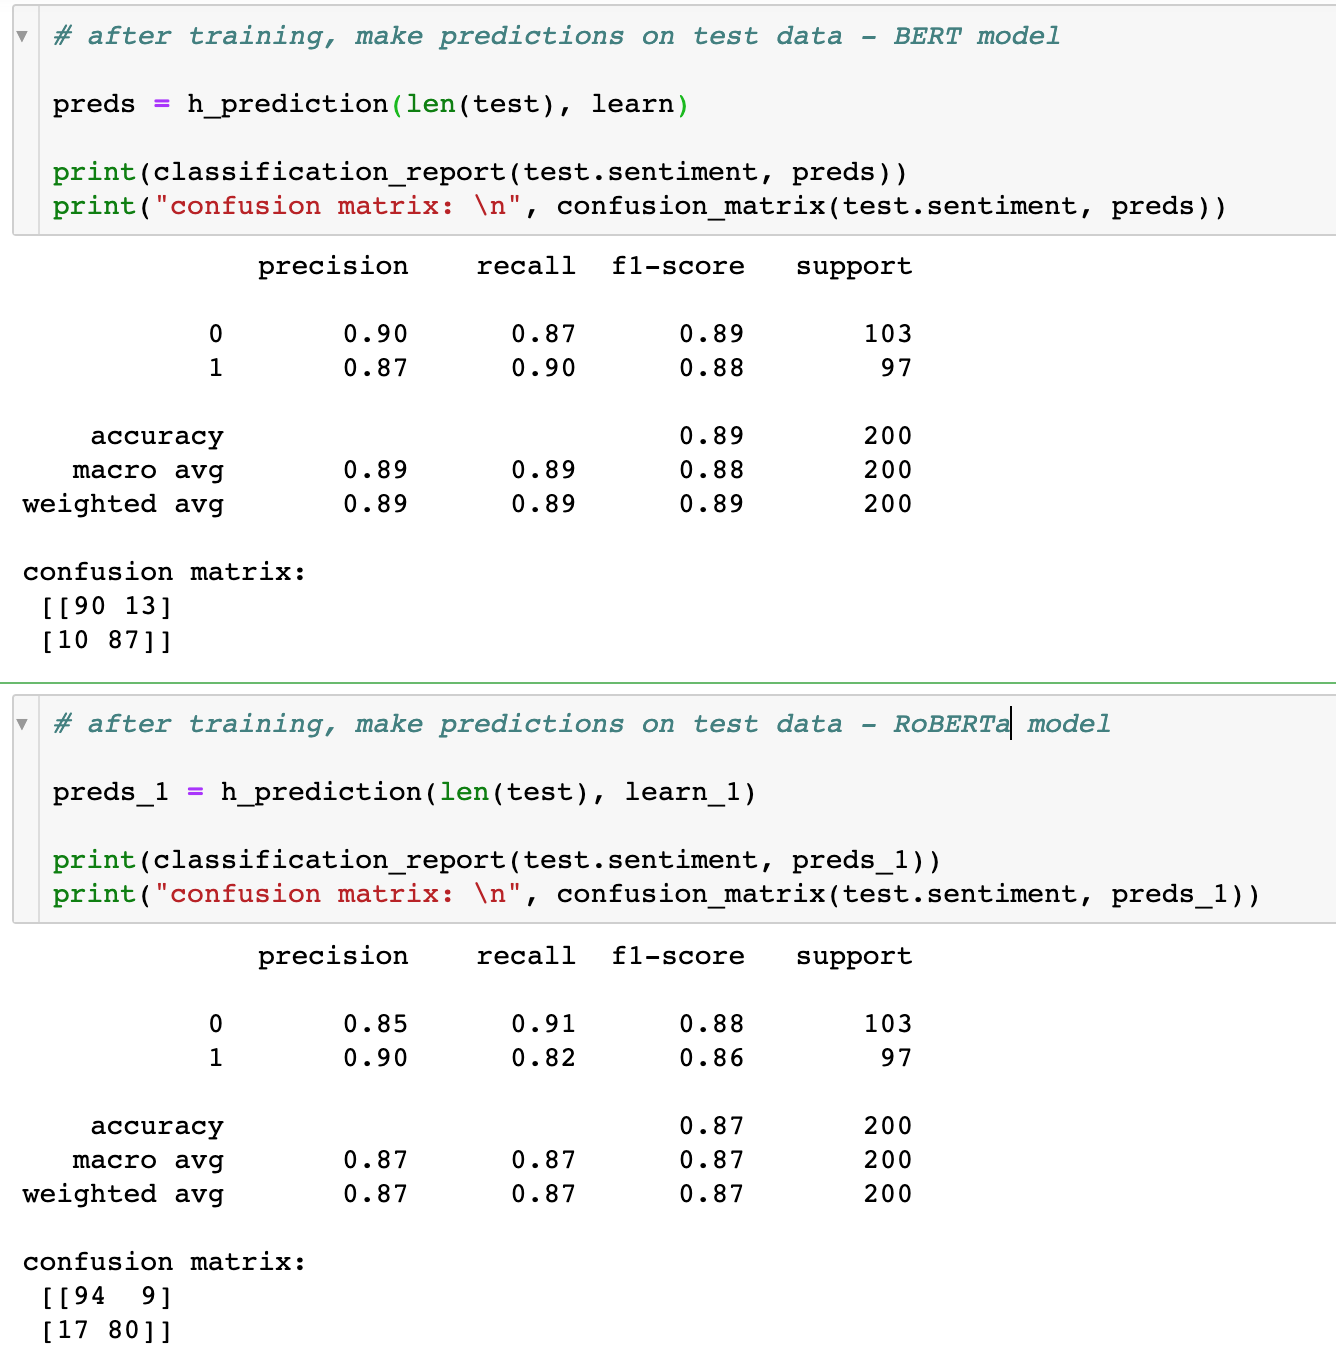 # after training, make predictions on test data - BERT model
preds = h_prediction(len(test), learn)
print(classification_report(test.sentiment, preds))
print("confusion matrix: \n", confusion_matrix(test.sentiment, preds))
precision recall f1-score support
0 0.90 0.87 0.89 103
1 0.87 0.90 0.88 97
accuracy 0.89 200
macro avg 0.89 0.89 0.88 200
weighted avg 0.89 0.89 0.89 200
confusion matrix:
[[90 13]
[10 87]]
# after training, make predictions on test data - RoBERTa model
preds_1 = h_prediction(len(test), learn_1)
print(classification_report(test.sentiment, preds_1))
print("confusion matrix: \n", confusion_matrix(test.sentiment, preds_1))
precision recall f1-score support
0 0.85 0.91 0.88 103
1 0.90 0.82 0.86 97
accuracy 0.87 200
macro avg 0.87 0.87 0.87 200
weighted avg 0.87 0.87 0.87 200
confusion matrix:
[[94 9]
[17 80]]